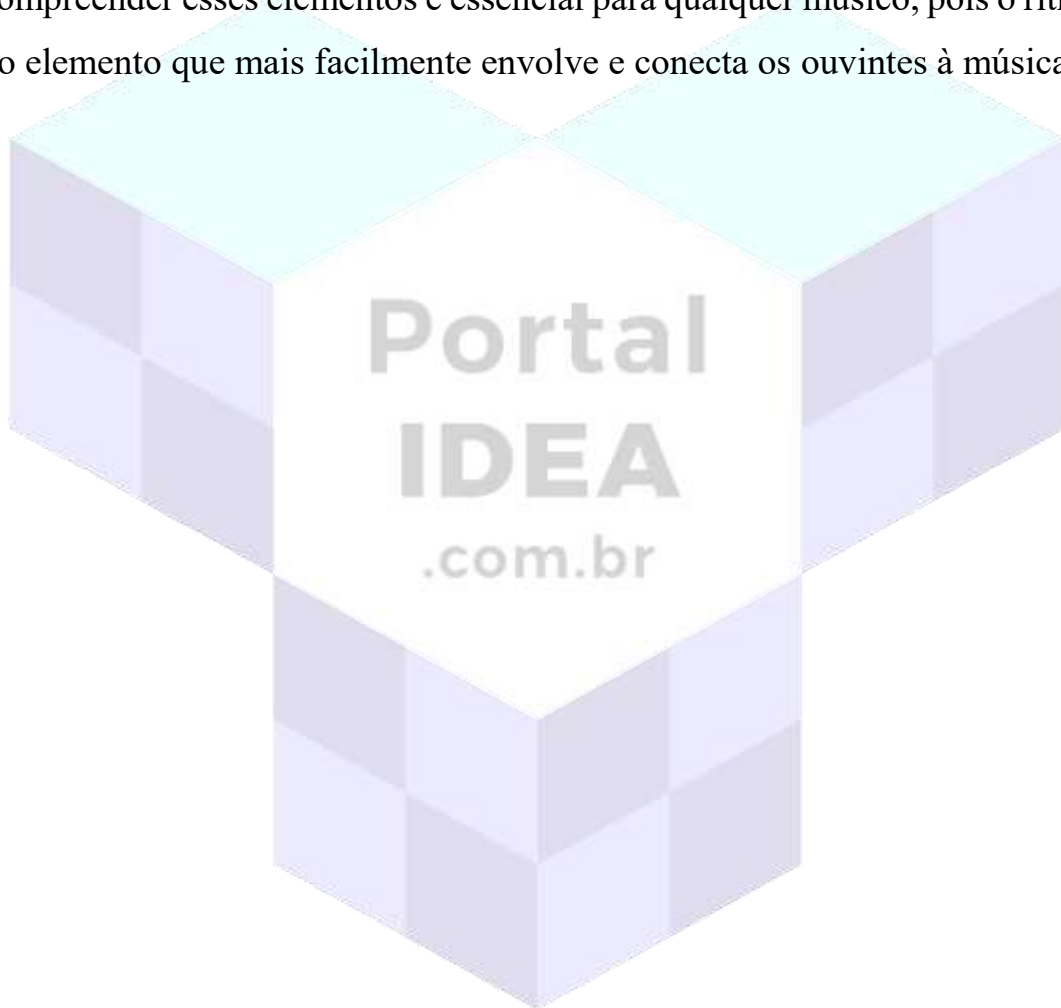 compreender esses elementos é essencial para qualquer músico, pois o
o elemento que mais facilmente envolve e conecta os ouvintes à música
Portal
IDEA
.com.br